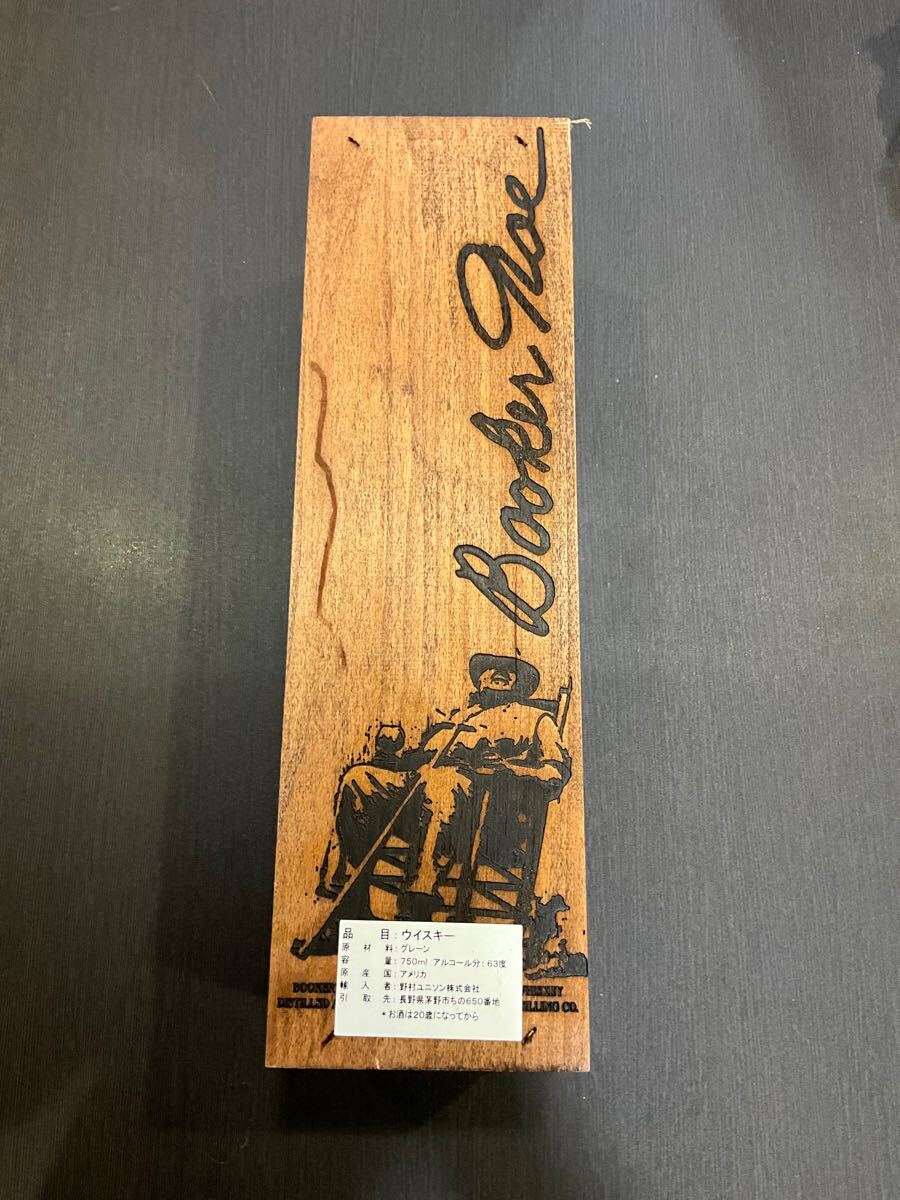 Booker Noe
品 目：ウイスキー
原 材 料：グレーン
容 量：750ml アルコール分：63度
原 産 国：アメリカ
輸 入 者：野村ユニソン株式会社
引 取 先：長野県茅野市ちの650番地
＊お酒は20歳になってから
BOOKER
DISTILLED
CO.